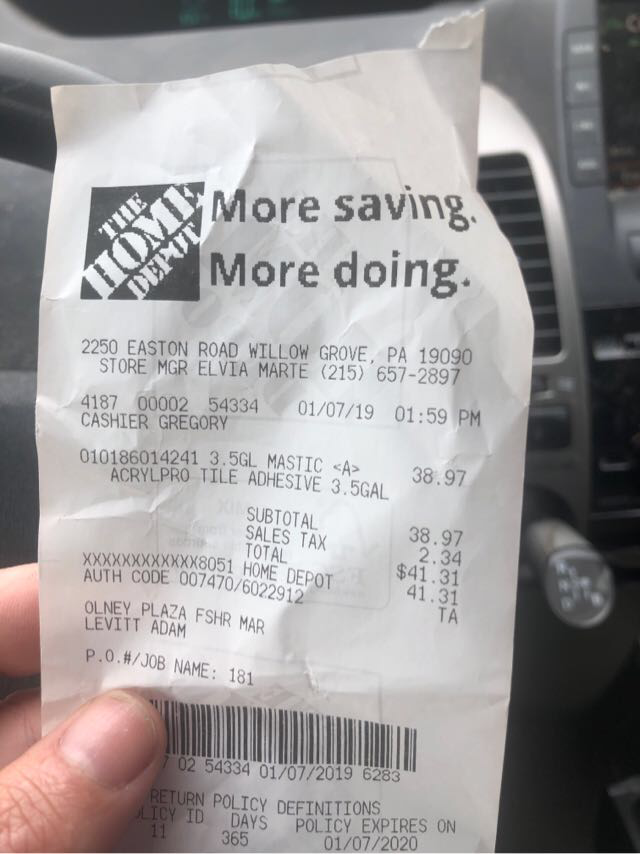 THE
HOME
DEPOT
More saving.
More doing.
2250 EASTON ROAD WILLOW GROVE, PA 19090
STORE MGR ELVIA MARTE (215) 657-2897
4187 00002 54334 01/07/19 01:59 PM
CASHIER GREGORY
010186014241 3.5GL MASTIC <A> 38.97
ACRYLPRO TILE ADHESIVE 3.5GAL
SUBTOTAL 38.97
SALES TAX 2.34
TOTAL $41.31
XXXXXXXXXXXX8051 HOME DEPOT 41.31
AUTH CODE 007470/6022912 TA
OLNEY PLAZA FSHR MAR
LEVITT ADAM
P.O.#/JOB NAME: 181
7 02 54334 01/07/2019 6283
RETURN POLICY DEFINITIONS
LICY ID DAYS POLICY EXPIRES ON
11 365 01/07/2020